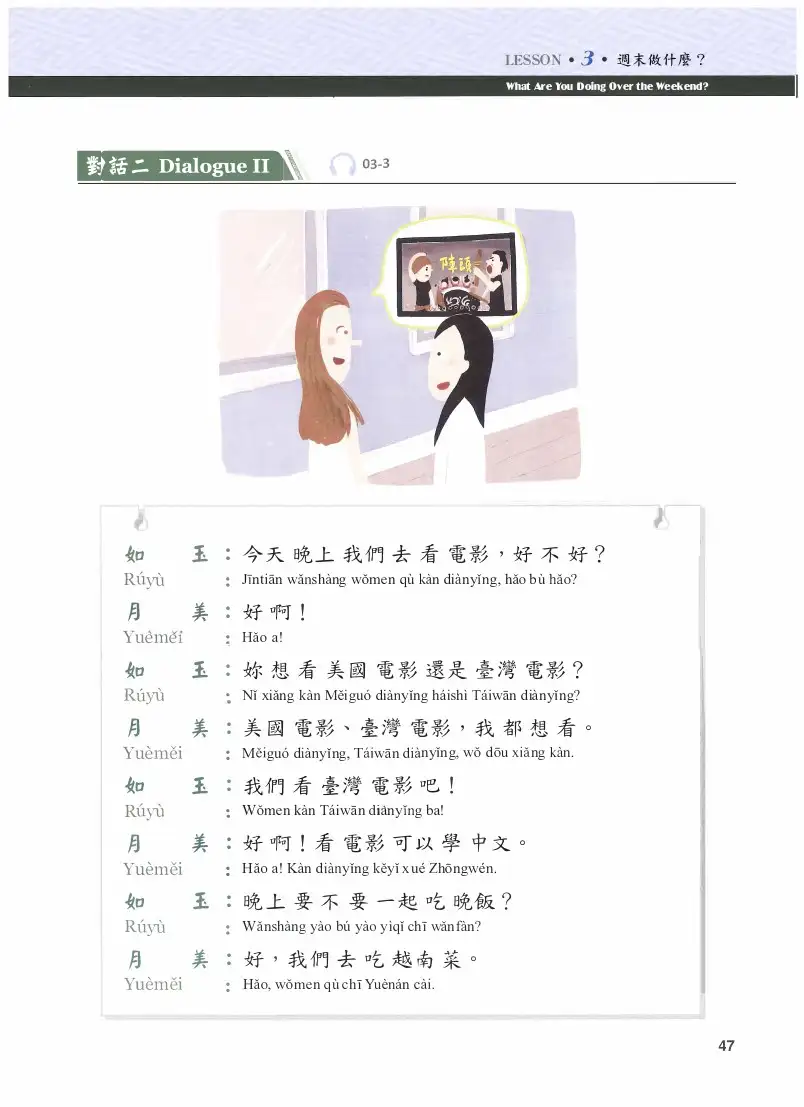 LESSON • 3 • 週末做什麼？
What Are You Doing Over the Weekend?
對話二 Dialogue II 03-3
陣頭
如玉：今天 晚上 我們 去 看 電影，好 不 好？
Rúyù : Jīntiān wǎnshàng wǒmen qù kàn diànyǐng, hǎo bù hǎo?
月美：好 啊！
Yuèměi : Hǎo a!
如玉：妳 想 看 美國 電影 還是 臺灣 電影？
Rúyù : Nǐ xiǎng kàn Měiguó diànyǐng háishì Táiwān diànyǐng?
月美：美國 電影、臺灣 電影，我 都 想 看。
Yuèměi : Měiguó diànyǐng, Táiwān diànyǐng, wǒ dōu xiǎng kàn.
如玉：我們 看 臺灣 電影 吧！
Rúyù : Wǒmen kàn Táiwān diànyǐng ba!
月美：好 啊！看 電影 可以 學 中文。
Yuèměi : Hǎo a! Kàn diànyǐng kěyǐ xué Zhōngwén.
如玉：晚上 要 不 要 一起 吃 晚飯？
Rúyù : Wǎnshàng yào bú yào yìqǐ chī wǎnfàn?
月美：好，我們 去 吃 越南 菜。
Yuèměi : Hǎo, wǒmen qù chī Yuènán cài.
47